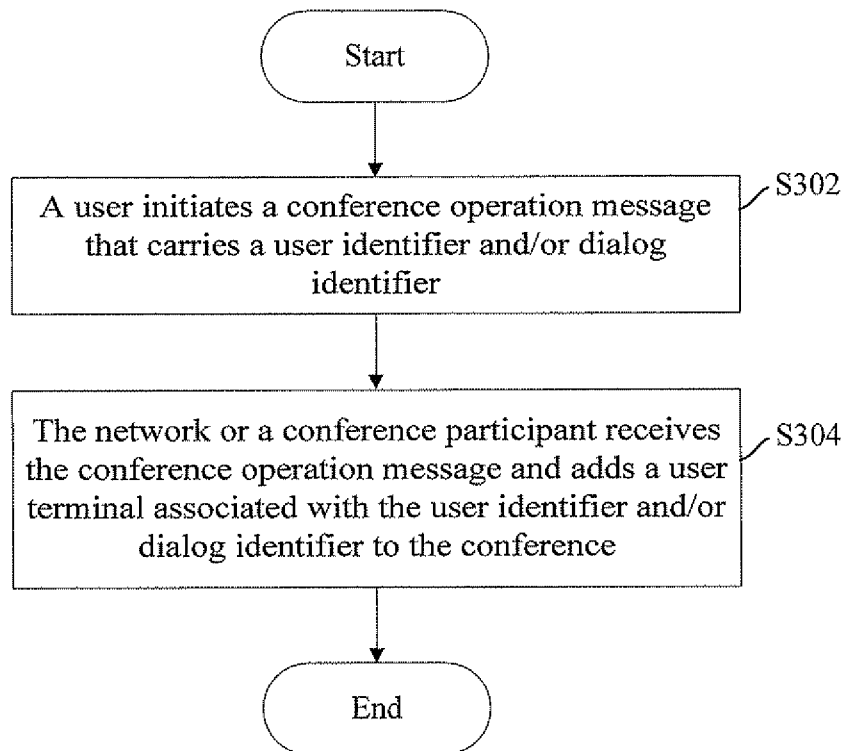 Start
S302
A user initiates a conference operation message
that carries a user identifier and/or dialog
identifier
S304
The network or a conference participant receives
the conference operation message and adds a user
terminal associated with the user identifier and/or
dialog identifier to the conference
End